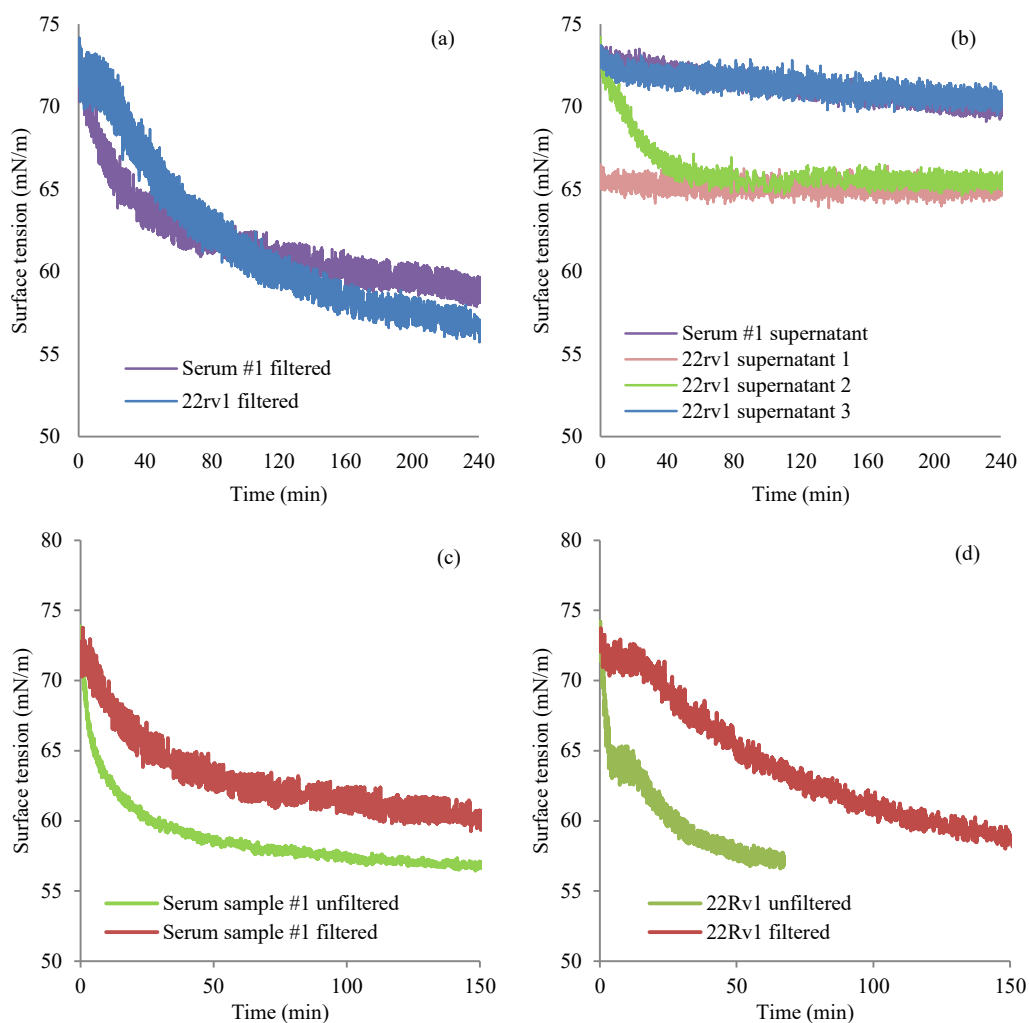 (a)
75
70
65
60
55
50
Surface tension (mN/m)
Serum #1 filtered
22rv1 filtered
0 40 80 120 160 200 240
Time (min)
(b)
75
70
65
60
55
50
Surface tension (mN/m)
Serum #1 supernatant
22rv1 supernatant 1
22rv1 supernatant 2
22rv1 supernatant 3
0 40 80 120 160 200 240
Time (min)
(c)
80
75
70
65
60
55
50
Surface tension (mN/m)
Serum sample #1 unfiltered
Serum sample #1 filtered
0 50 100 150
Time (min)
(d)
80
75
70
65
60
55
50
Surface tension (mN/m)
22Rv1 unfiltered
22Rv1 filtered
0 50 100 150
Time (min)